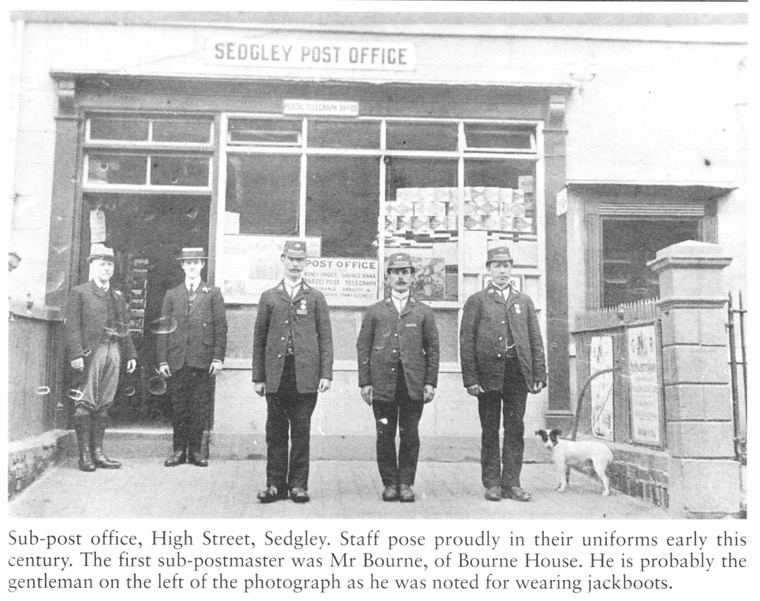 SEDGLEY POST OFFICE
POSTAL TELEGRAPH OFFICE
POST OFFICE
MONEY ORDER SAVINGS BANK
PARCEL POST TELEGRAPH
INSURANCE ANNUITY &
Sub-post office, High Street, Sedgley. Staff pose proudly in their uniforms early this
century. The first sub-postmaster was Mr Bourne, of Bourne House. He is probably the
gentleman on the left of the photograph as he was noted for wearing jackboots.